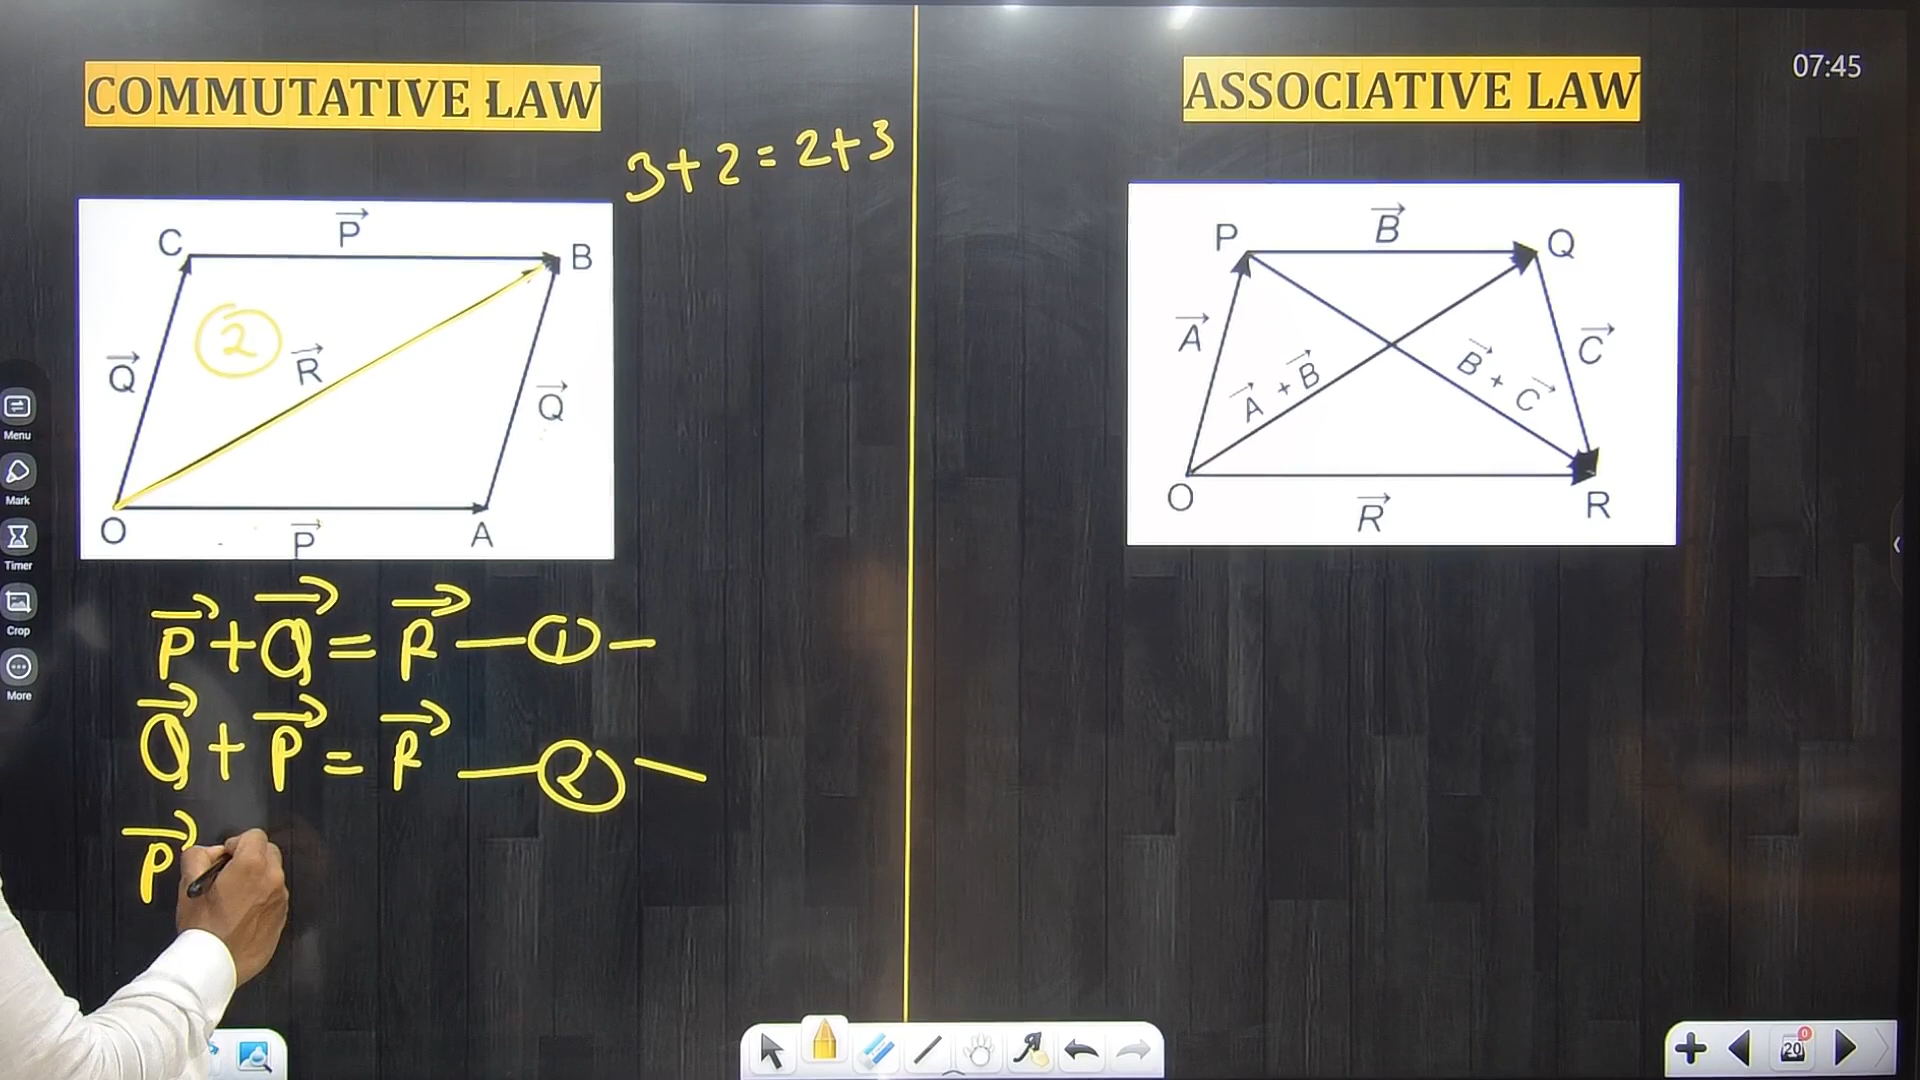 COMMUTATIVE LAW
3+2=2+3
C
P
B
Q
2
R
Q
O
P
A
P+Q=R—①—
Q+P=R—②—
P
ASSOCIATIVE LAW
07:45
P
B
Q
A
A + B
B + C
C
O
R
R
Menu
Mark
Timer
Crop
More
20
0